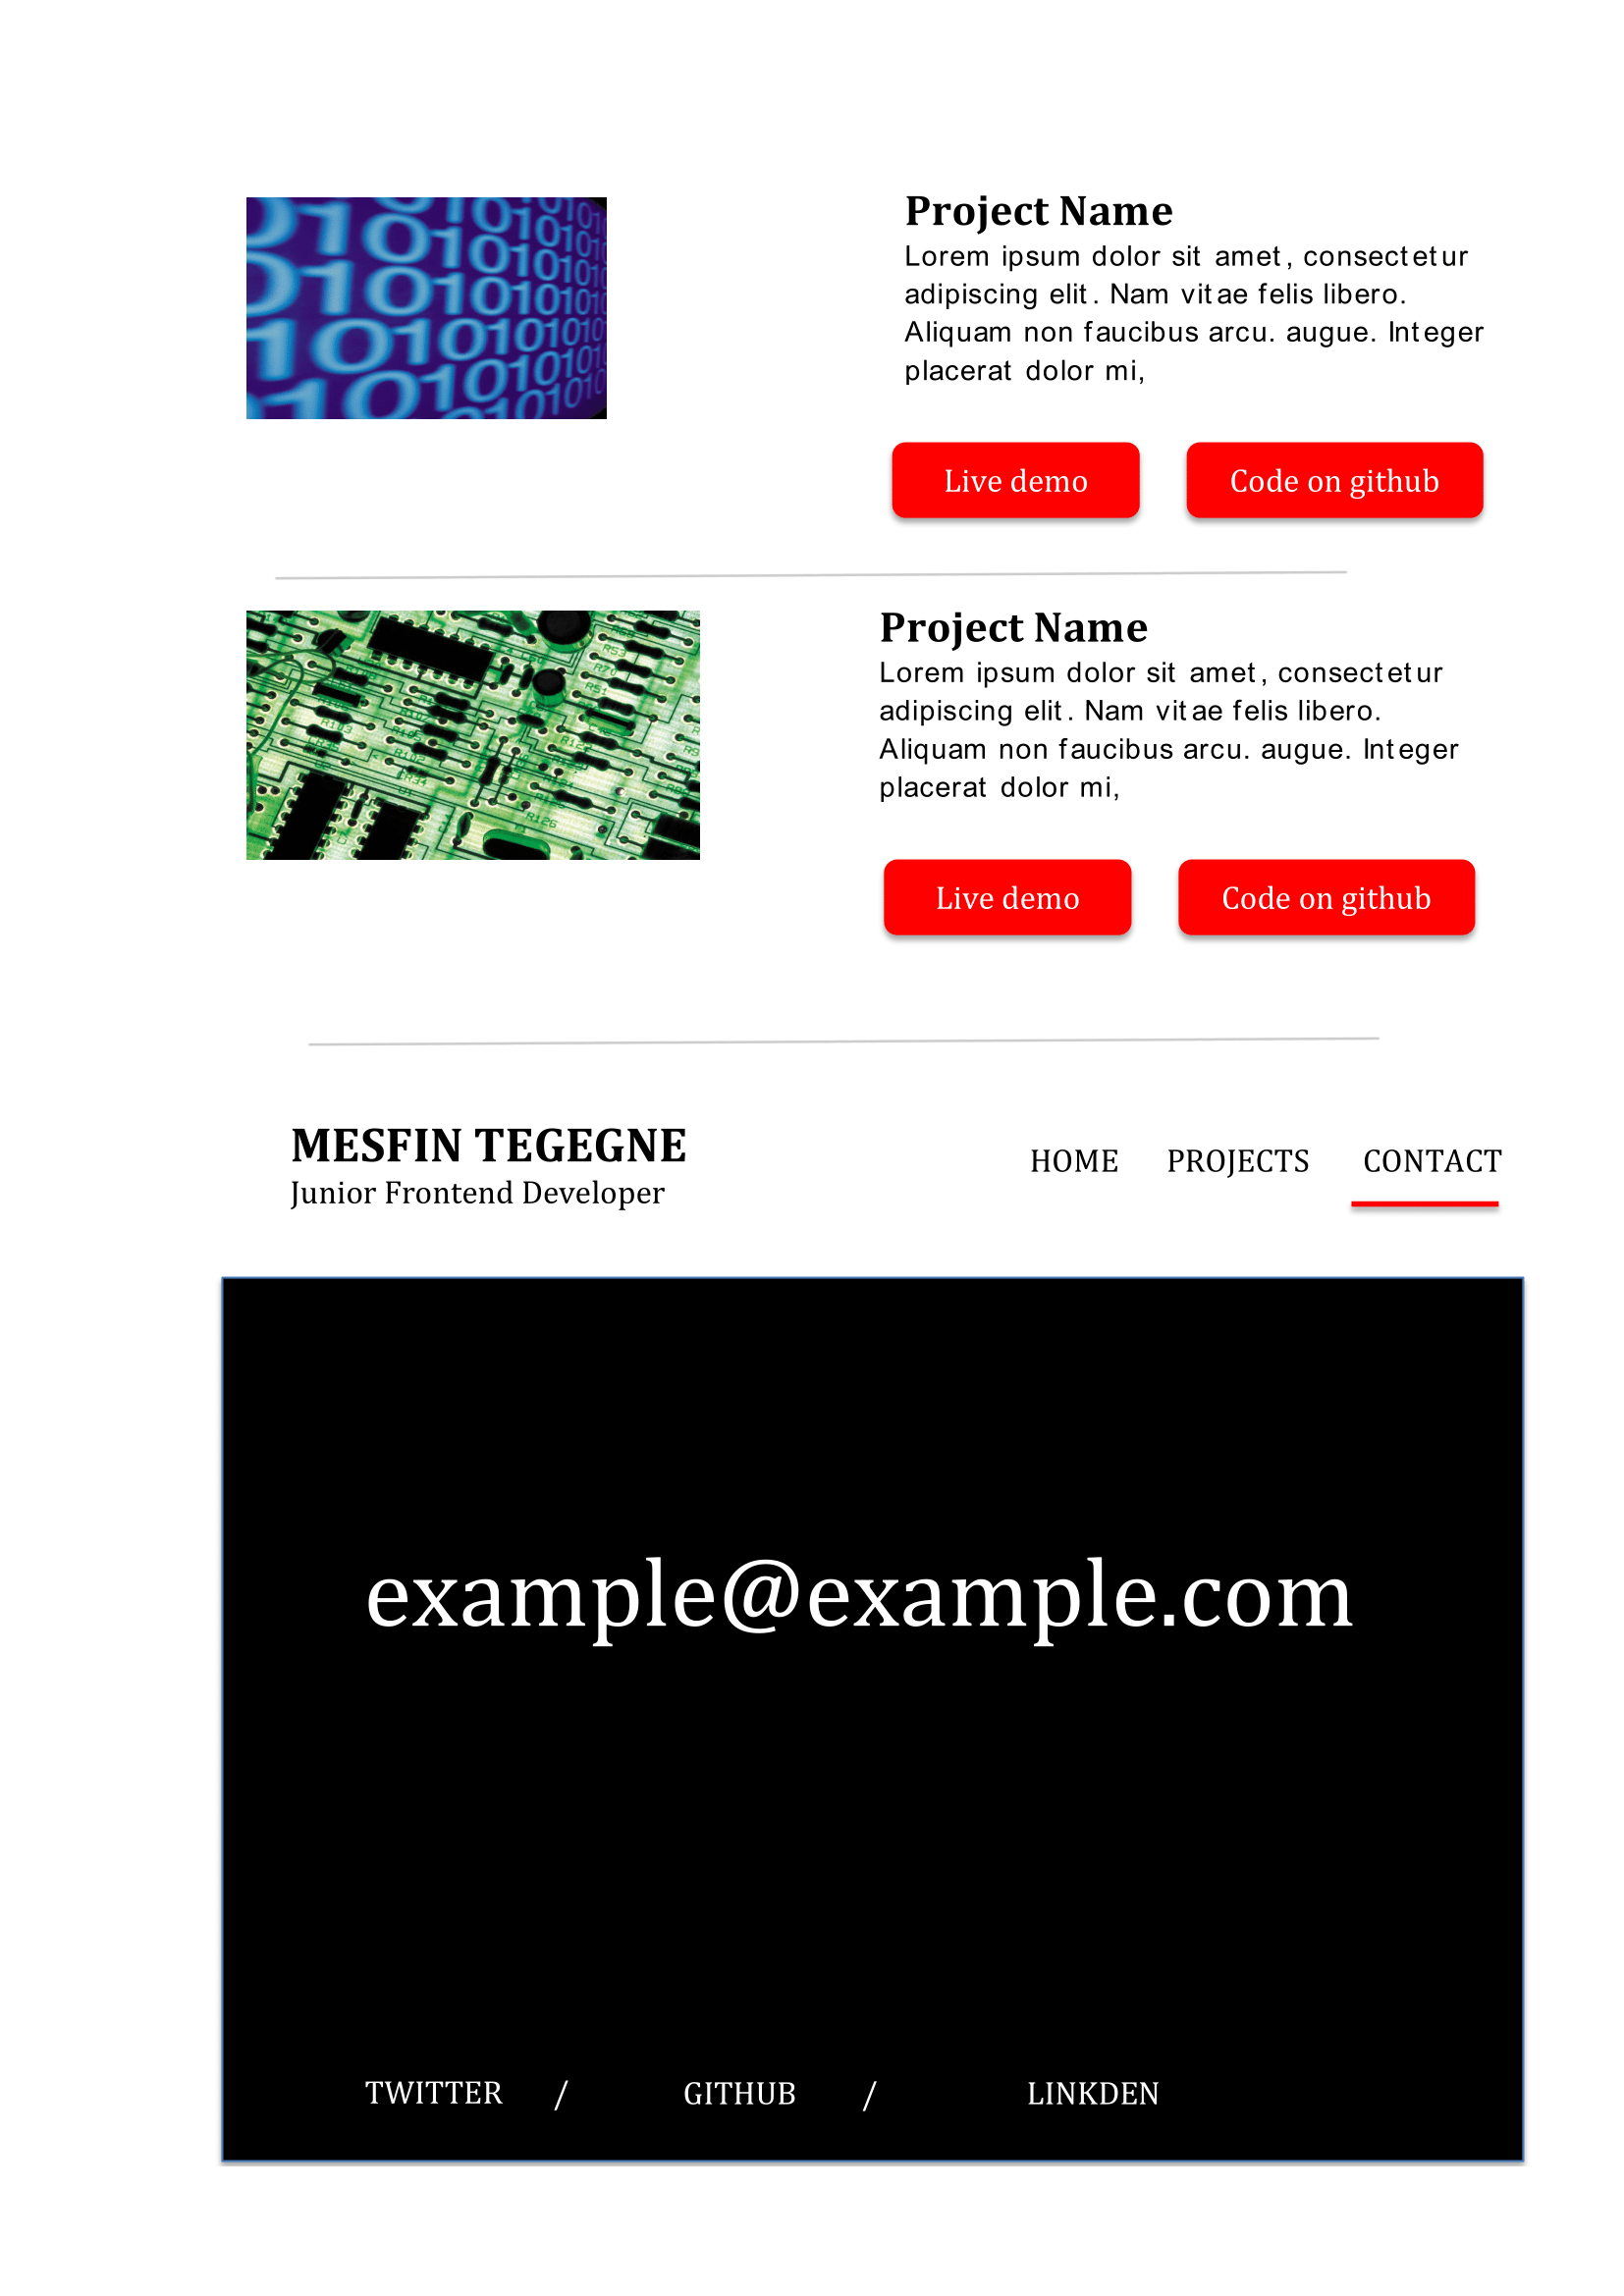 Project Name
Lorem ipsum dolor sit amet, consectetur
adipiscing elit. Nam vitae felis libero.
Aliquam non faucibus arcu. augue. Integer
placerat dolor mi,
Live demo
Code on github
Project Name
Lorem ipsum dolor sit amet, consectetur
adipiscing elit. Nam vitae felis libero.
Aliquam non faucibus arcu. augue. Integer
placerat dolor mi,
Live demo
Code on github
MESFIN TEGEGNE
Junior Frontend Developer
HOME PROJECTS CONTACT
example@example.com
TWITTER / GITHUB / LINKDEN